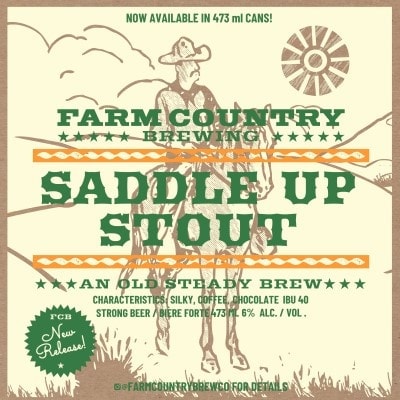 NOW AVAILABLE IN 473 ml CANS!
FARM COUNTRY
BREWING
SADDLE UP
STOUT
AN OLD STEADY BREW
CHARACTERISTICS: SILKY, COFFEE, CHOCOLATE IBU 40
STRONG BEER / BIÈRE FORTE 473 ML 6% ALC. / VOL .
FCB
New
Release!
@FARMCOUNTRYBREWCO FOR DETAILS